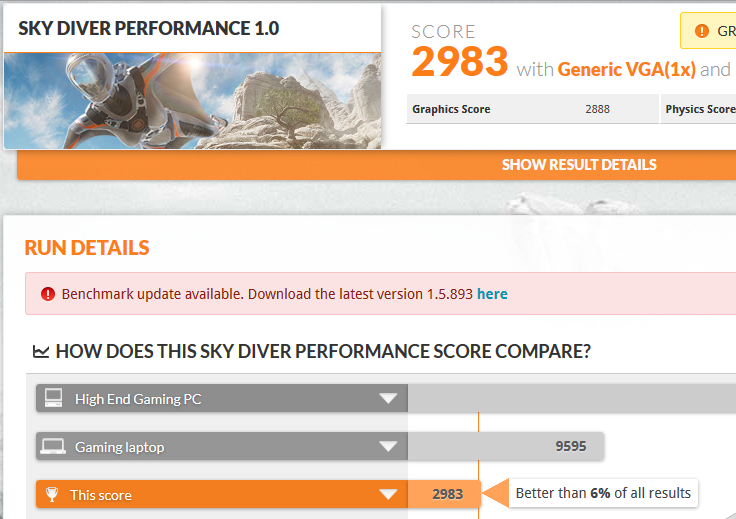 SKY DIVER PERFORMANCE 1.0
SCORE
2983 with Generic VGA(1x) and
GR
Graphics Score 2888 Physics Score
SHOW RESULT DETAILS
RUN DETAILS
Benchmark update available. Download the latest version 1.5.893 here
HOW DOES THIS SKY DIVER PERFORMANCE SCORE COMPARE?
High End Gaming PC
Gaming laptop 9595
This score 2983 Better than 6% of all results